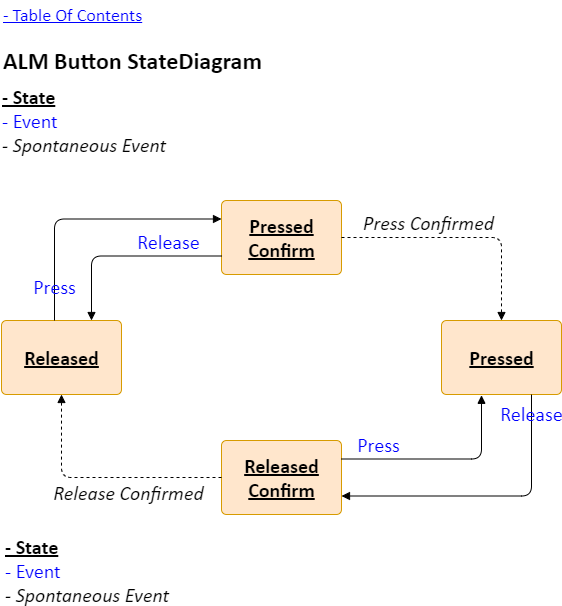 - Table Of Contents
ALM Button StateDiagram
- State
- Event
- Spontaneous Event
Pressed
Confirm
Press Confirmed
Release
Press
Released
Pressed
Release
Press
Released
Confirm
Release Confirmed
- State
- Event
- Spontaneous Event